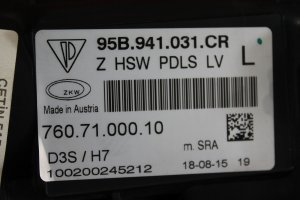 95B.941.031.CR
Z HSW PDLS LV L
ZKW
Made in Austria
760.71.000.10
D3S / H7 m. SRA
100200245212 18-08-15 19